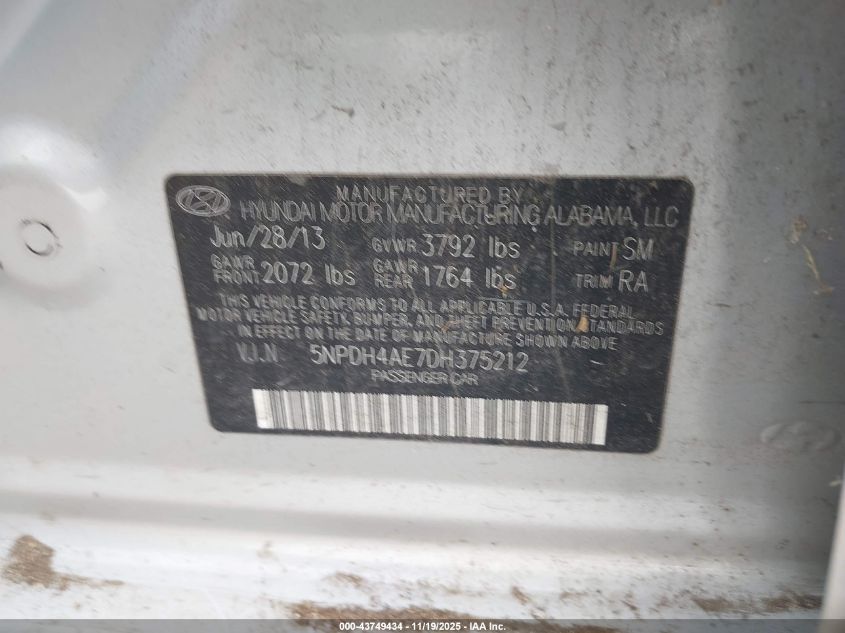 MANUFACTURED BY
HYUNDAI MOTOR MANUFACTURING ALABAMA, LLC
Jun/28/13 GVWR 3792 lbs PAINT SM
GAWR FRONT 2072 lbs GAWR REAR 1764 lbs TRIM RA
THIS VEHICLE CONFORMS TO ALL APPLICABLE U.S.A. FEDERAL
MOTOR VEHICLE SAFETY, BUMPER, AND THEFT PREVENTION STANDARDS
IN EFFECT ON THE DATE OF MANUFACTURE SHOWN ABOVE
V.I.N 5NPDH4AE7DH375212
PASSENGER CAR
000-43749434 - 11/19/2025 - IAA Inc.